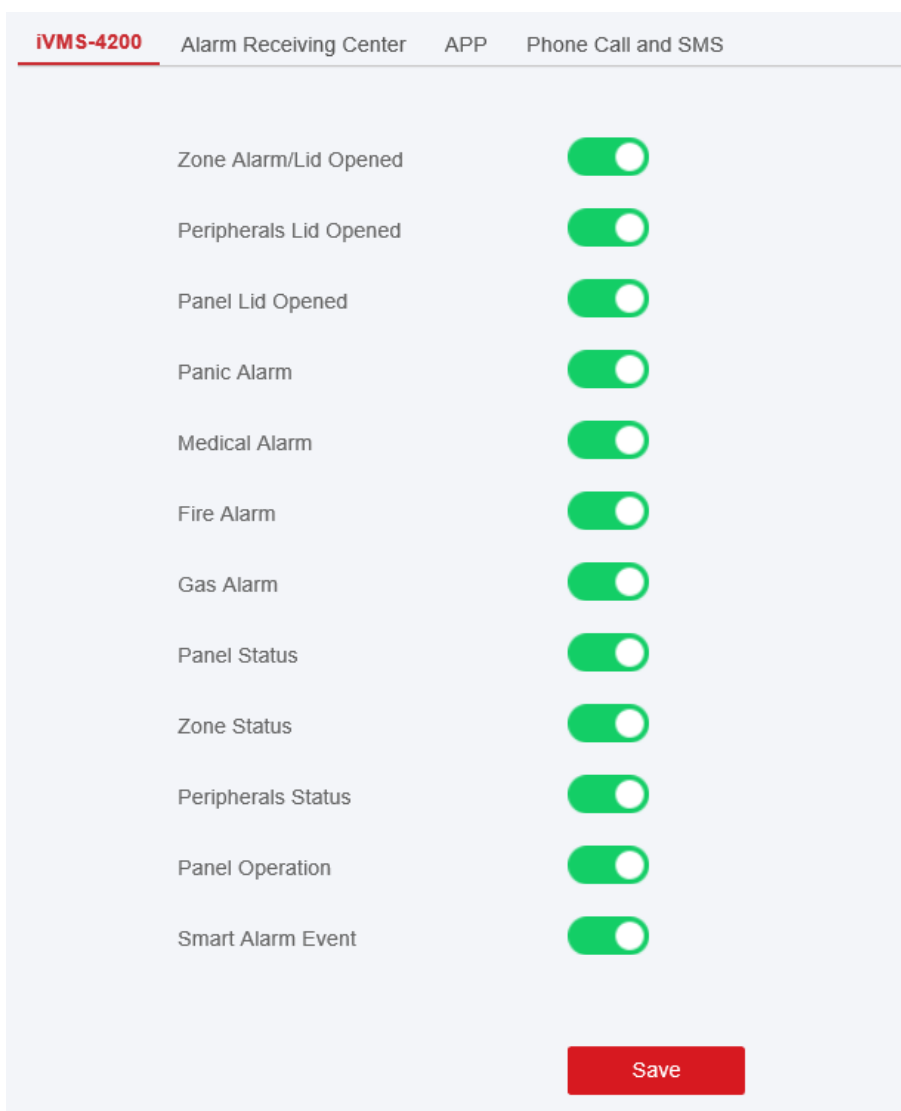 iVMS-4200 Alarm Receiving Center APP Phone Call and SMS
Zone Alarm/Lid Opened
Peripherals Lid Opened
Panel Lid Opened
Panic Alarm
Medical Alarm
Fire Alarm
Gas Alarm
Panel Status
Zone Status
Peripherals Status
Panel Operation
Smart Alarm Event
Save